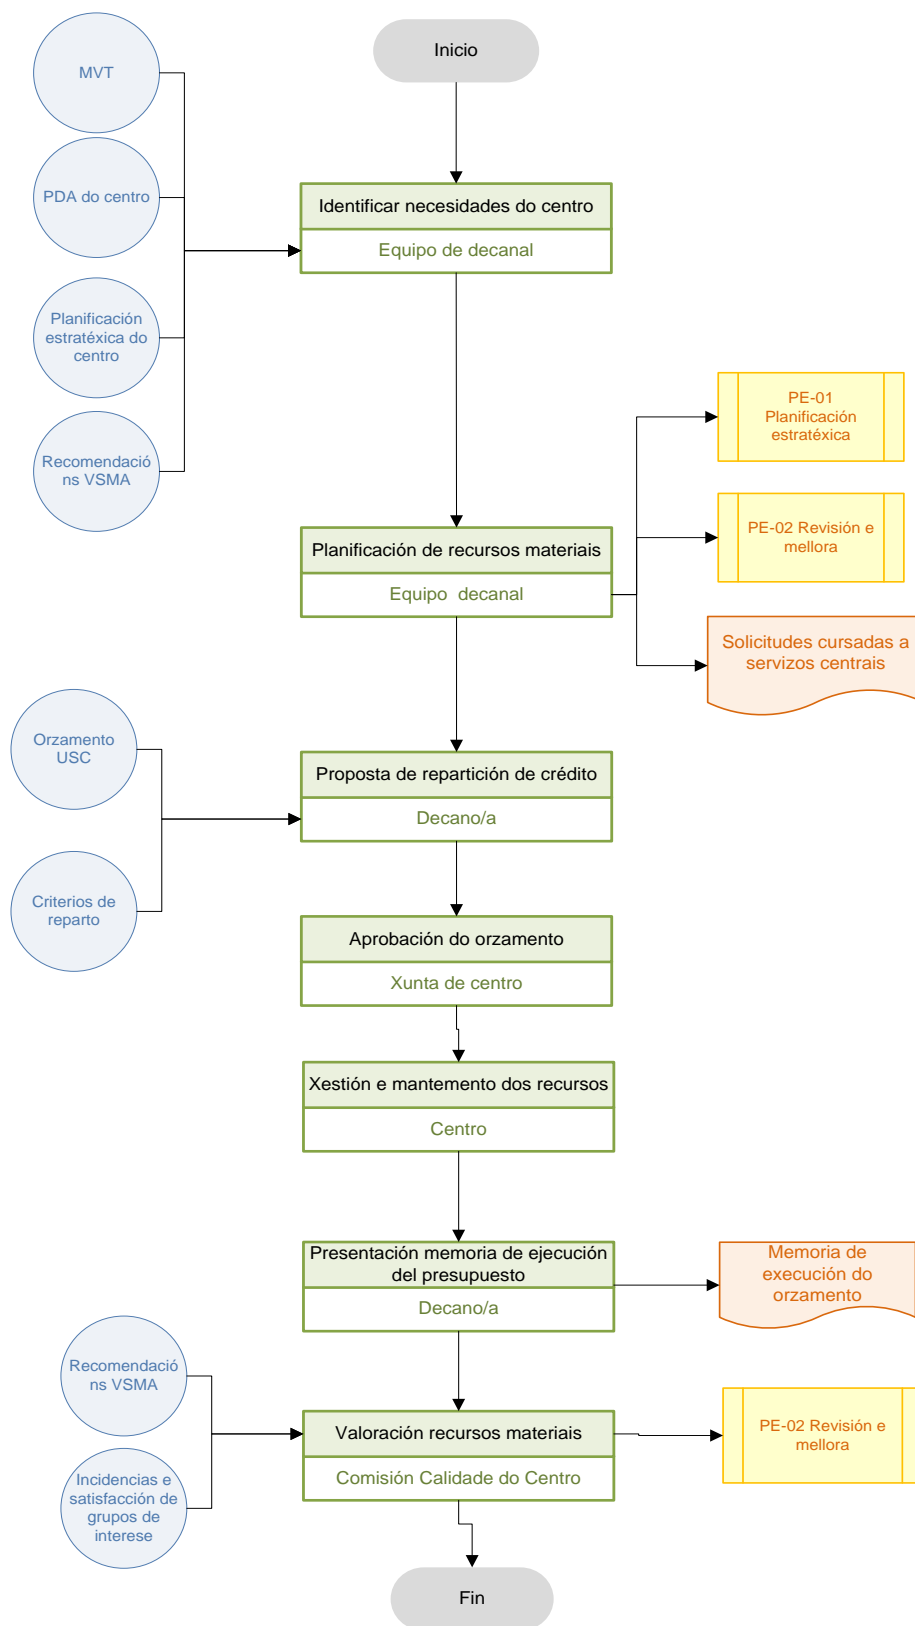 Inicio
MVT
PDA do centro
Planificación
estratéxica do
centro
Recomendació
ns VSMA
Identificar necesidades do centro
Equipo de decanal
PE-01
Planificación
estratéxica
PE-02 Revisión e
mellora
Solicitudes cursadas a
servizos centrais
Planificación de recursos materiais
Equipo  decanal
Orzamento
USC
Criterios de
reparto
Proposta de repartición de crédito
Decano/a
Aprobación do orzamento
Xunta de centro
Xestión e mantemento dos recursos
Centro
Presentación memoria de ejecución
del presupuesto
Decano/a
Memoria de
execución do
orzamento
Recomendació
ns VSMA
Incidencias e
satisfacción de
grupos de
interese
Valoración recursos materiais
Comisión Calidade do Centro
PE-02 Revisión e
mellora
Fin